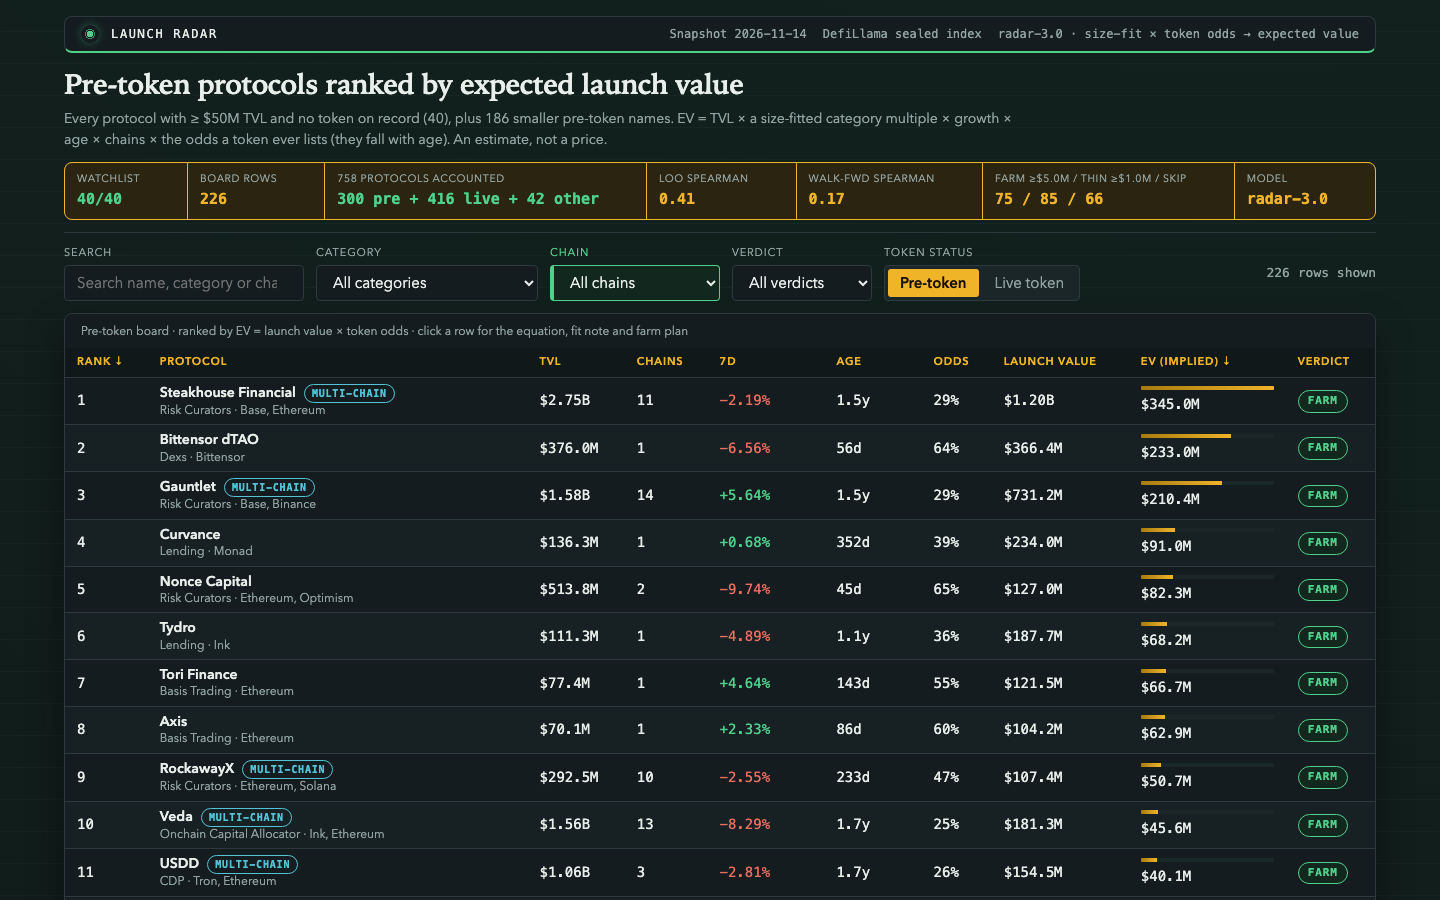 LAUNCH RADAR
Snapshot 2026-11-14 DefiLlama sealed index radar-3.0 · size-fit × token odds → expected value
Pre-token protocols ranked by expected launch value
Every protocol with ≥ $50M TVL and no token on record (40), plus 186 smaller pre-token names. EV = TVL × a size-fitted category multiple × growth ×
age × chains × the odds a token ever lists (they fall with age). An estimate, not a price.
WATCHLIST BOARD ROWS 758 PROTOCOLS ACCOUNTED LOO SPEARMAN WALK-FWD SPEARMAN FARM ≥$5.0M / THIN ≥$1.0M / SKIP MODEL
40/40 226 300 pre + 416 live + 42 other 0.41 0.17 75 / 85 / 66 radar-3.0
SEARCH CATEGORY CHAIN VERDICT TOKEN STATUS
Search name, category or cha All categories All chains All verdicts Pre-token Live token 226 rows shown
Pre-token board · ranked by EV = launch value × token odds · click a row for the equation, fit note and farm plan
RANK ↓ PROTOCOL TVL CHAINS 7D AGE ODDS LAUNCH VALUE EV (IMPLIED) ↓ VERDICT
1 Steakhouse Financial MULTI-CHAIN $2.75B 11 −2.19% 1.5y 29% $1.20B $345.0M FARM
Risk Curators · Base, Ethereum
2 Bittensor dTAO $376.0M 1 −6.56% 56d 64% $366.4M $233.0M FARM
Dexs · Bittensor
3 Gauntlet MULTI-CHAIN $1.58B 14 +5.64% 1.5y 29% $731.2M $210.4M FARM
Risk Curators · Base, Binance
4 Curvance $136.3M 1 +0.68% 352d 39% $234.0M $91.0M FARM
Lending · Monad
5 Nonce Capital $513.8M 2 −9.74% 45d 65% $127.0M $82.3M FARM
Risk Curators · Ethereum, Optimism
6 Tydro $111.3M 1 −4.89% 1.1y 36% $187.7M $68.2M FARM
Lending · Ink
7 Tori Finance $77.4M 1 +4.64% 143d 55% $121.5M $66.7M FARM
Basis Trading · Ethereum
8 Axis $70.1M 1 +2.33% 86d 60% $104.2M $62.9M FARM
Basis Trading · Ethereum
9 RockawayX MULTI-CHAIN $292.5M 10 −2.55% 233d 47% $107.4M $50.7M FARM
Risk Curators · Ethereum, Solana
10 Veda MULTI-CHAIN $1.56B 13 −8.29% 1.7y 25% $181.3M $45.6M FARM
Onchain Capital Allocator · Ink, Ethereum
11 USDD MULTI-CHAIN $1.06B 3 −2.81% 1.7y 26% $154.5M $40.1M FARM
CDP · Tron, Ethereum